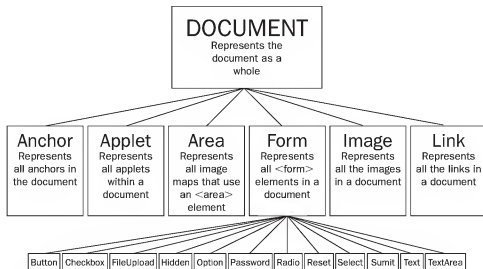 DOCUMENT
Represents the
document as a
whole
Anchor
Represents
all anchors in
the document
Applet
Represents
all applets
within a
document
Area
Represents
all image
maps that use
an <area>
element
Form
Represents
all <form>
elements in a
document
Image
Represents
all the images
in a document
Link
Represents
all the links in
a document
Button
Checkbox
FileUpload
Hidden
Option
Password
Radio
Reset
Select
Sumit
Text
TextArea